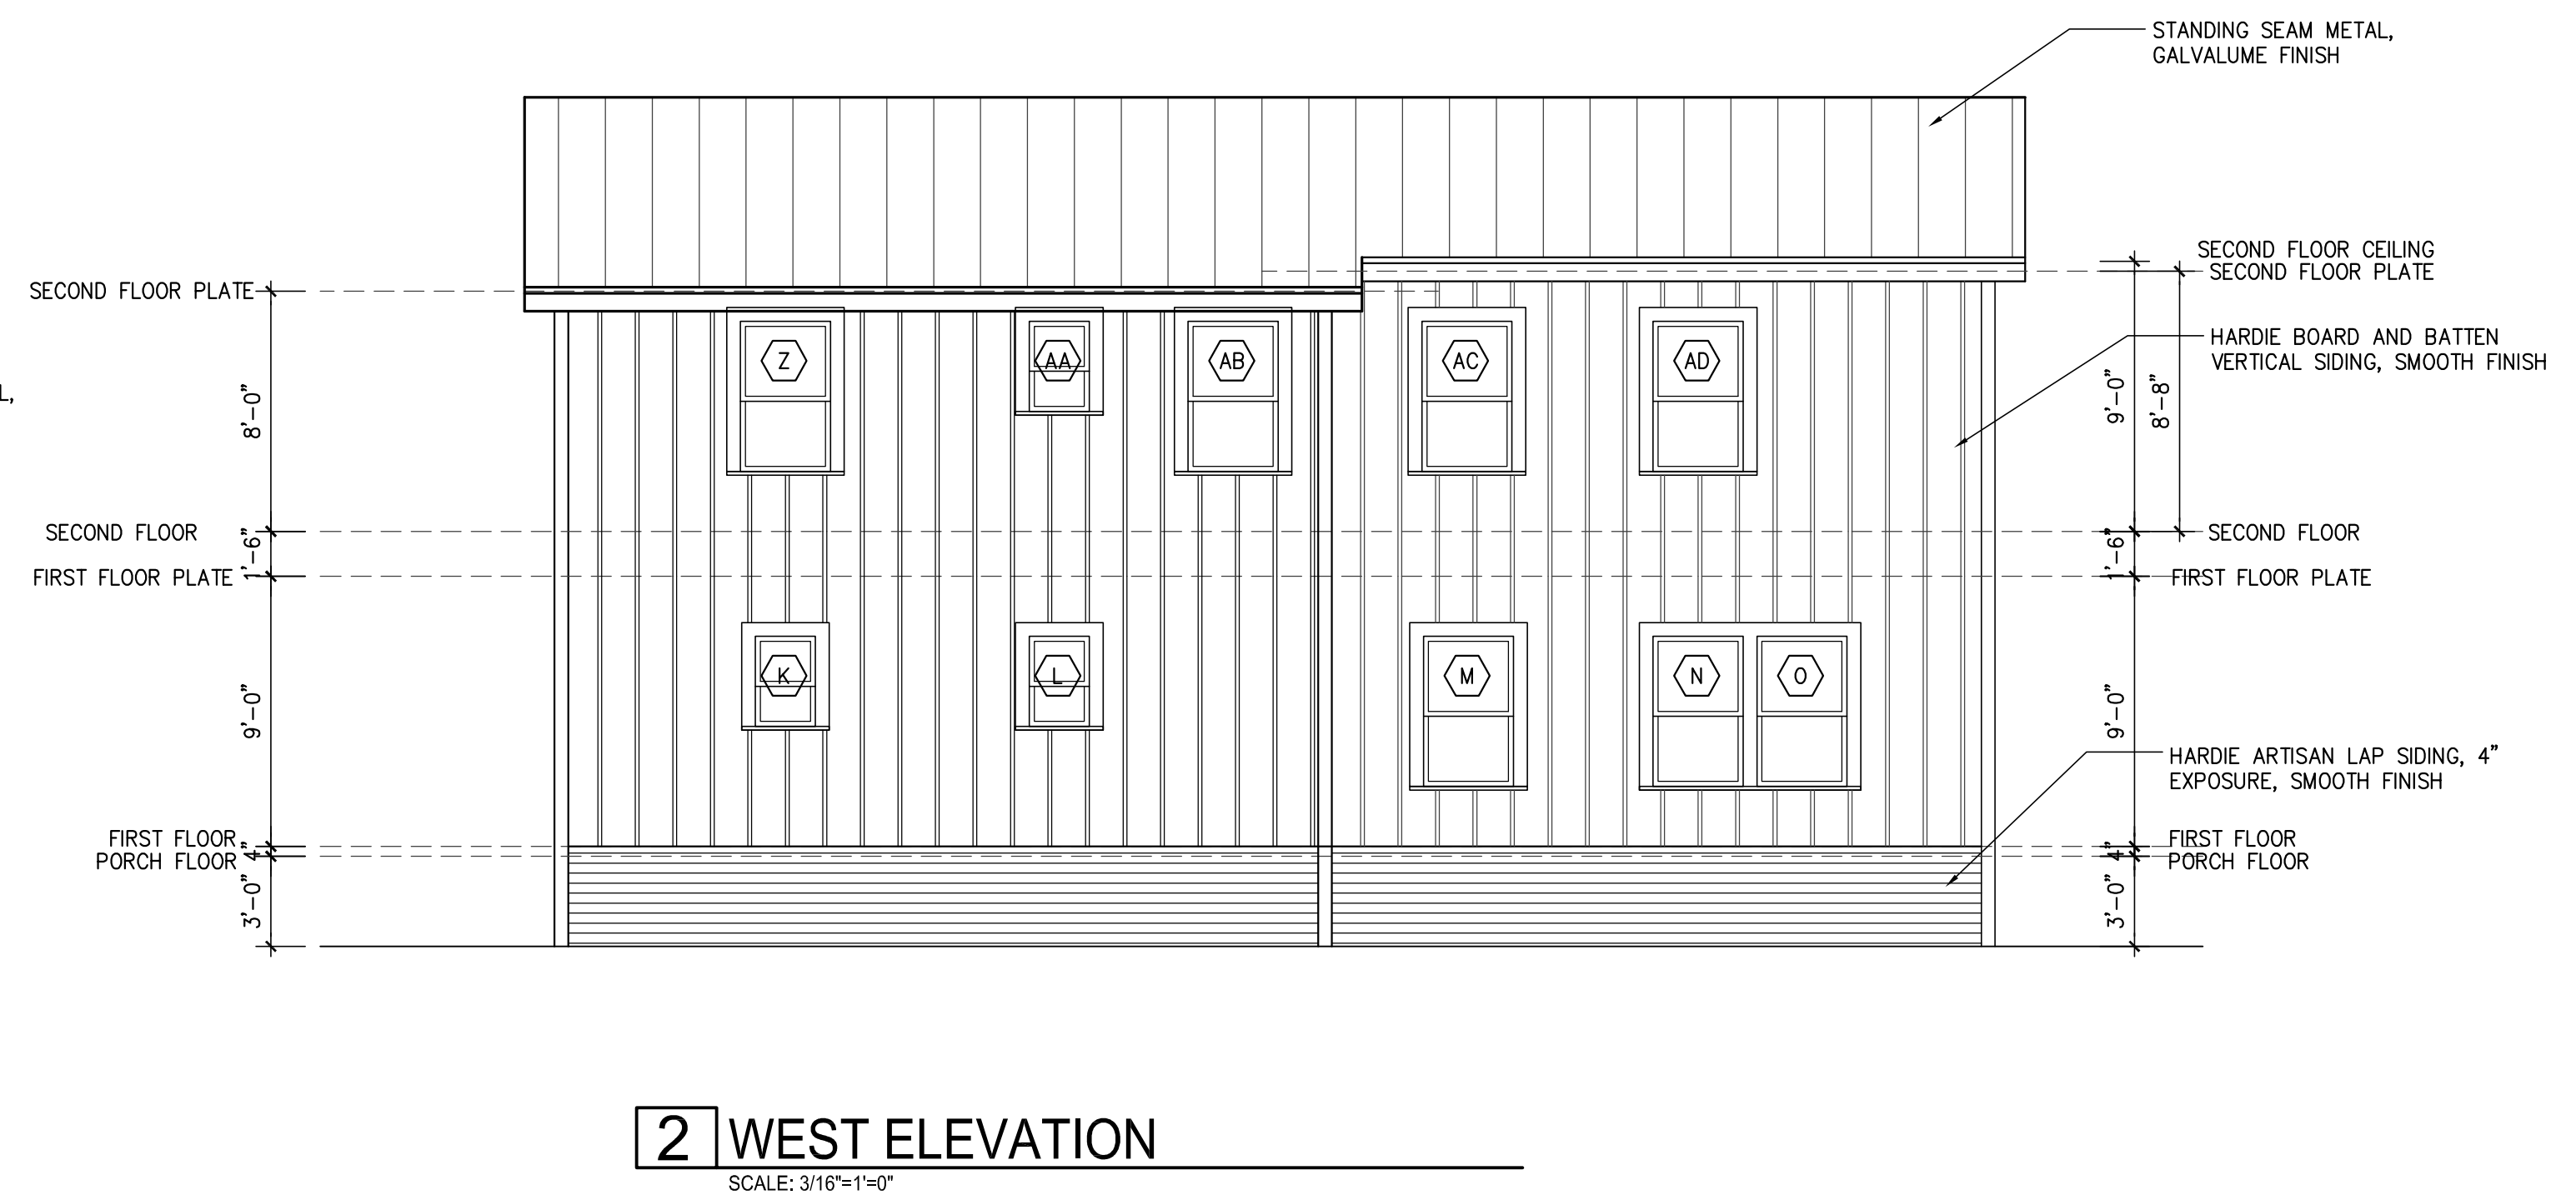 STANDING SEAM METAL,
GALVALUME FINISH
SECOND FLOOR CEILING
SECOND FLOOR PLATE
SECOND FLOOR PLATE
HARDIE BOARD AND BATTEN
VERTICAL SIDING, SMOOTH FINISH
Z
AA
AB
AC
AD
L,
8'-0"
9'-0"
8'-8"
SECOND FLOOR
SECOND FLOOR
1'-6"
1'-6"
FIRST FLOOR PLATE
FIRST FLOOR PLATE
K
L
M
N
O
9'-0"
9'-0"
HARDIE ARTISAN LAP SIDING, 4"
EXPOSURE, SMOOTH FINISH
FIRST FLOOR
PORCH FLOOR
4"
4"
FIRST FLOOR
PORCH FLOOR
3'-0"
3'-0"
2 WEST ELEVATION
SCALE: 3/16"=1'=0"